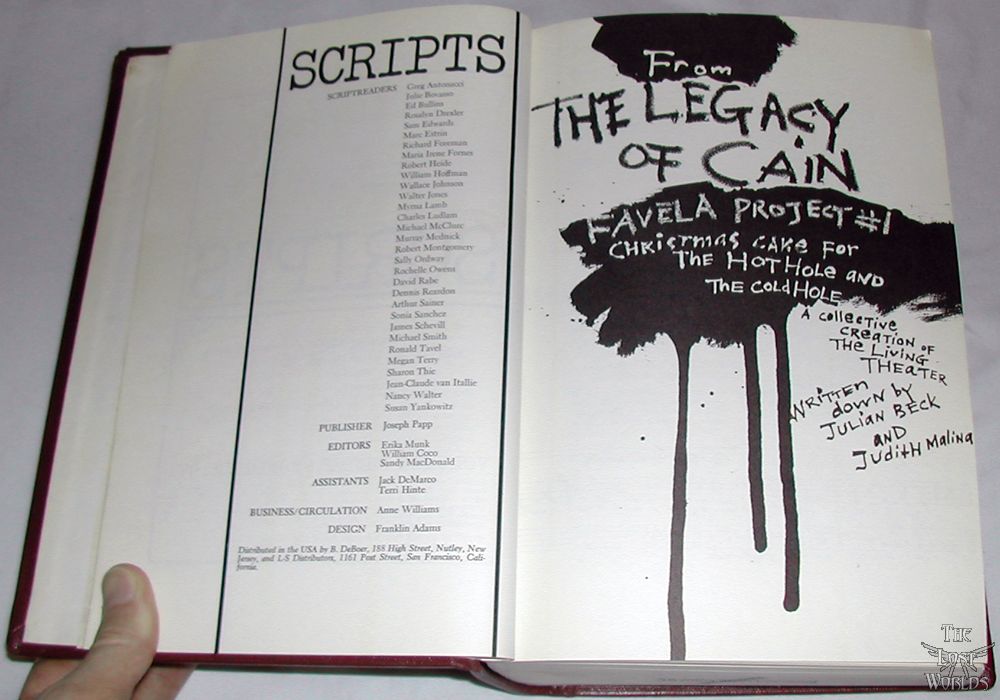 SCRIPTS
SCRIPTREADERS Greg Antonacci
Julie Bovasso
Ed Bullins
Rosalyn Drexler
Sam Edwards
Marc Estrin
Richard Foreman
Maria Irene Fornes
Robert Heide
William Hoffman
Wallace Johnson
Walter Jones
Myrna Lamb
Charles Ludlam
Michael McClure
Murray Mednick
Robert Montgomery
Sally Ordway
Rochelle Owens
David Rabe
Dennis Reardon
Arthur Sainer
Sonia Sanchez
James Schevill
Michael Smith
Ronald Tavel
Megan Terry
Sharon Thie
Jean-Claude van Itallie
Nancy Walter
Susan Yankowitz
PUBLISHER Joseph Papp
EDITORS Erika Munk
William Coco
Sandy MacDonald
ASSISTANTS Jack DeMarco
Terri Hinte
BUSINESS/CIRCULATION Anne Williams
DESIGN Franklin Adams
Distributed in the USA by B. DeBoer, 188 High Street, Nutley, New
Jersey, and L-S Distributors, 1161 Post Street, San Francisco, Cali-
fornia.
From
THE LEGACY
OF CAIN
FAVELA PROJECT #1
CHRISTMAS CAKE FOR
THE HOT HOLE AND
THE COLD HOLE
A COLLECTIVE
CREATION OF
THE LIVING
THEATER
WRITTEN
down by
JULIAN BECK
AND
JUDITH MALINA
THE
LOST
WORLDS